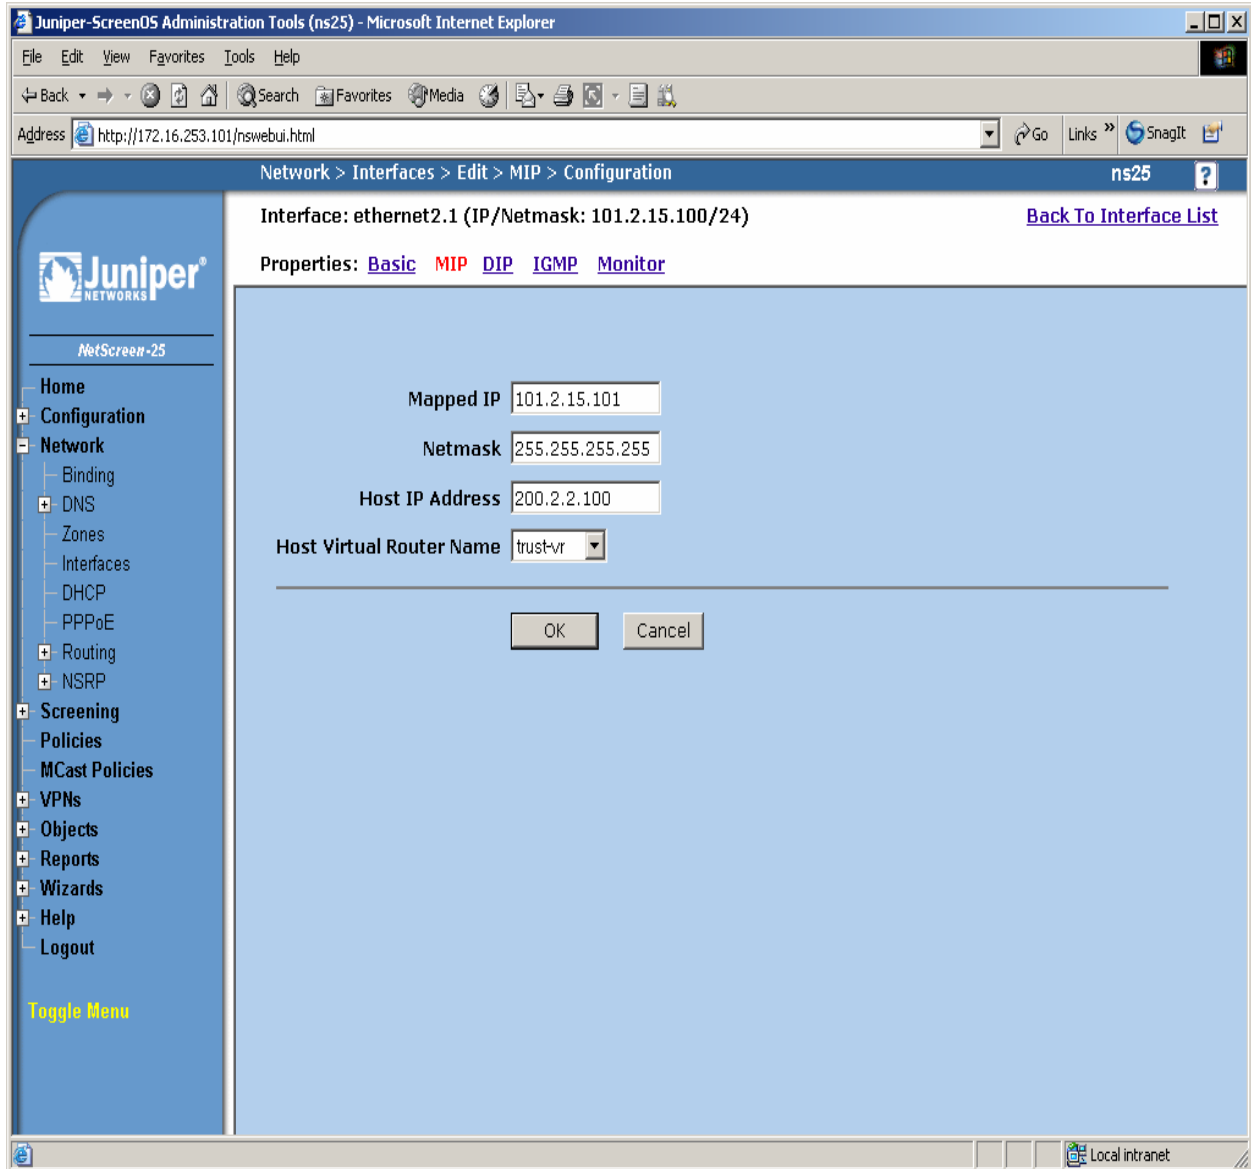 Juniper-ScreenOS Administration Tools (ns25) - Microsoft Internet Explorer
File Edit View Favorites Tools Help
Back Search Favorites Media
Address http://172.16.253.101/nswebui.html Go Links » SnagIt
Network > Interfaces > Edit > MIP > Configuration ns25 ?
Interface: ethernet2.1 (IP/Netmask: 101.2.15.100/24) Back To Interface List
Properties: Basic MIP DIP IGMP Monitor
Juniper®
NETWORKS
NetScreen-25
Home
Configuration
Network
Binding
DNS
Zones
Interfaces
DHCP
PPPoE
Routing
NSRP
Screening
Policies
MCast Policies
VPNs
Objects
Reports
Wizards
Help
Logout
Toggle Menu
Mapped IP 101.2.15.101
Netmask 255.255.255.255
Host IP Address 200.2.2.100
Host Virtual Router Name trust-vr
OK Cancel
Local intranet